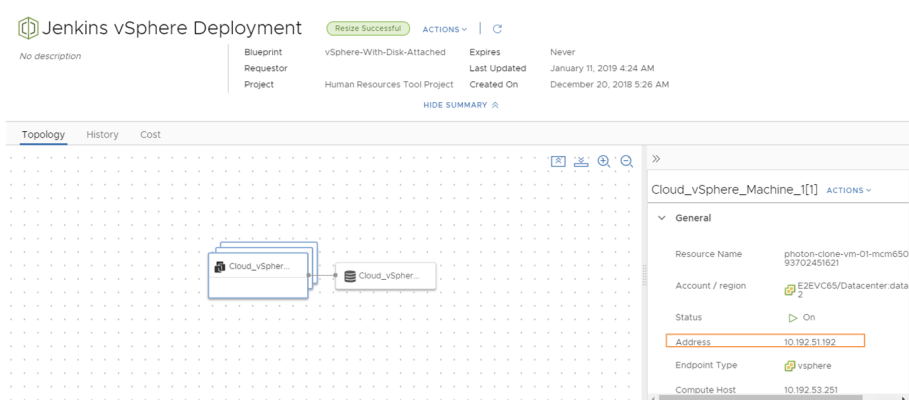 Jenkins vSphere Deployment Resize Successful ACTIONS
No description
Blueprint vSphere-With-Disk-Attached Expires Never
Requestor Last Updated January 11, 2019 4:24 AM
Project Human Resources Tool Project Created On December 20, 2018 5:26 AM
HIDE SUMMARY
Topology History Cost
Cloud_vSphere_Machine_1[1] ACTIONS
General
Cloud_vSpher...
Cloud_vSpher...
Resource Name photon-clone-vm-01-mcm650
93702451621
Account / region E2EVC65/Datacenter:data
2
Status On
Address 10.192.51.192
Endpoint Type vsphere
Compute Host 10.192.53.251